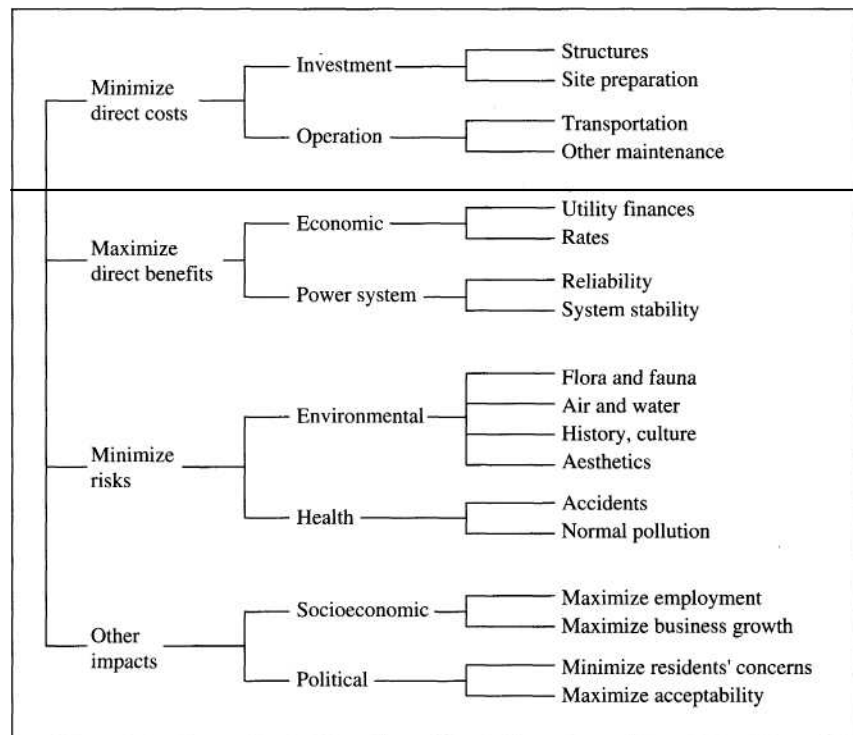 Minimize
direct costs
Investment
Structures
Site preparation
Operation
Transportation
Other maintenance
Maximize
direct benefits
Economic
Utility finances
Rates
Power system
Reliability
System stability
Minimize
risks
Environmental
Flora and fauna
Air and water
History, culture
Aesthetics
Health
Accidents
Normal pollution
Other
impacts
Socioeconomic
Maximize employment
Maximize business growth
Political
Minimize residents' concerns
Maximize acceptability